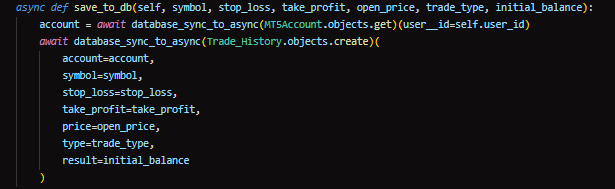 async def save_to_db(self, symbol, stop_loss, take_profit, open_price, trade_type, initial_balance):
    account = await database_sync_to_async(MT5Account.objects.get)(user__id=self.user_id)
    await database_sync_to_async(Trade_History.objects.create)(
        account=account,
        symbol=symbol,
        stop_loss=stop_loss,
        take_profit=take_profit,
        price=open_price,
        type=trade_type,
        result=initial_balance
    )